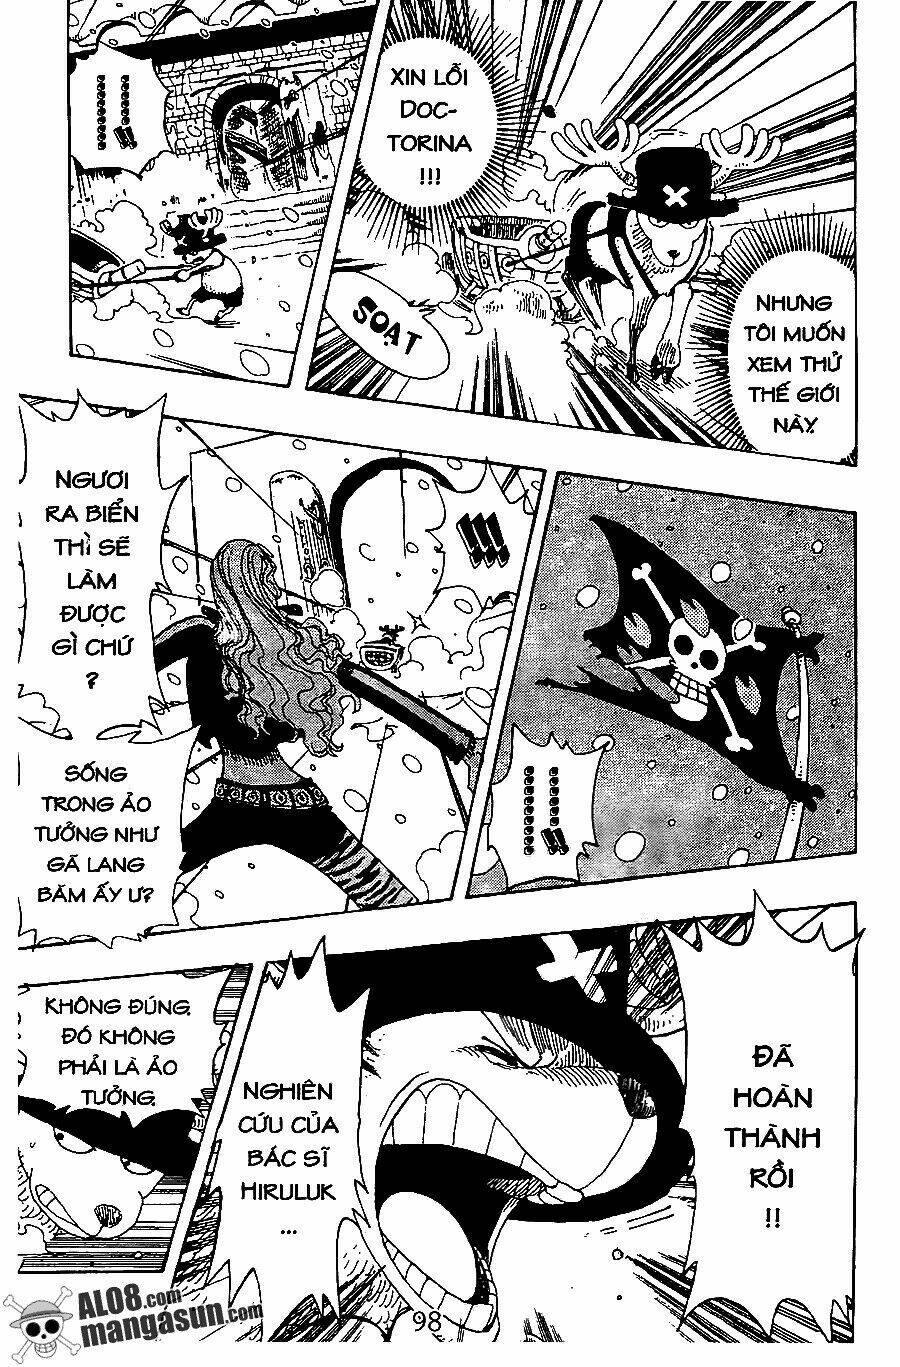 XIN LỖI
DOC-
TORINA
!!!
NHƯNG
TÔI MUỐN
XEM THỬ
THẾ GIỚI
NÀY.
SOẠT
!!
!!!
!!
NGƯƠI
RA BIỂN
THÌ SẼ
LÀM
ĐƯỢC
GÌ CHỨ
?
SỐNG
TRONG ẢO
TƯỞNG NHƯ
GÃ LANG
BĂM ẤY Ư?
KHÔNG ĐÚNG.
ĐÓ KHÔNG
PHẢI LÀ ẢO
TƯỞNG.
NGHIÊN
CỨU CỦA
BÁC SĨ
HIRULUK
...
ĐÃ
HOÀN
THÀNH
RỒI
!!
98
AL08.com
mangasun.com